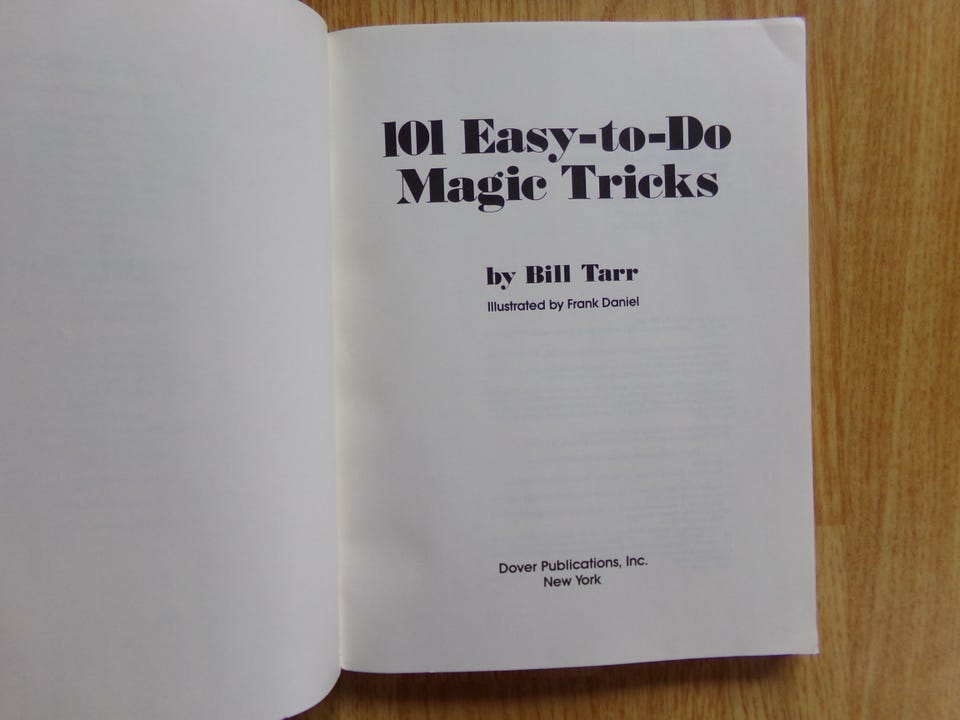 101 Easy-to-Do
Magic Tricks
by Bill Tarr
Illustrated by Frank Daniel
Dover Publications, Inc.
New York